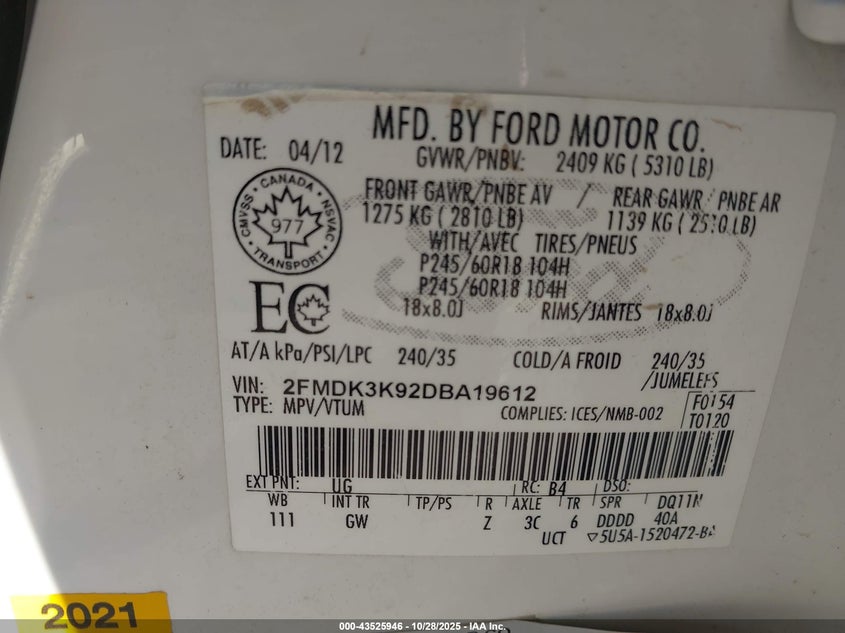 MFD. BY FORD MOTOR CO.
DATE: 04/12
GVWR/PNBV: 2409 KG ( 5310 LB)
FRONT GAWR/PNBE AV / REAR GAWR / PNBE AR
1275 KG ( 2810 LB) 1139 KG ( 2510 LB)
WITH/AVEC TIRES/PNEUS
P245/60R18 104H
P245/60R18 104H
18x8.0J RIMS/JANTES 18x8.0J
CANADA
CMVSS NSVAC
977
TRANSPORT
EC
AT/A kPa/PSI/LPC 240/35 COLD/A FROID 240/35
/JUMELEES
VIN: 2FMDK3K92DBA19612
TYPE: MPV/VTUM COMPLIES: ICES/NMB-002
F0154
T0120
EXT PNT: UG RC: B4 DSO:
WB INT TR TP/PS R AXLE TR SPR DQ11N
111 GW Z 3C 6 DDDD 40A
UCT ▽5U5A-1520472-BA
2021
000-43525946 | 10/28/2025 - IAA Inc.